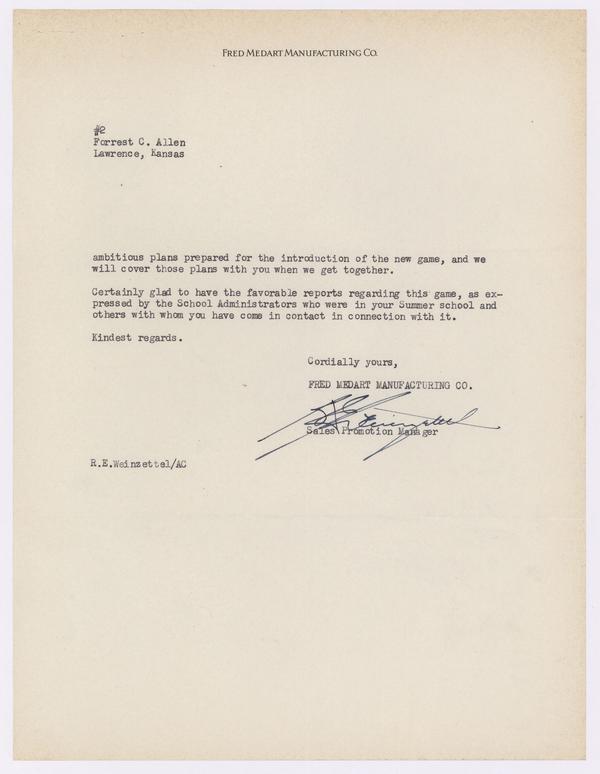 FRED MEDART MANUFACTURING CO.
#2
Forrest C. Allen
Lawrence, Kansas
ambitious plans prepared for the introduction of the new game, and we
will cover those plans with you when we get together.
Certainly glad to have the favorable reports regarding this game, as ex-
pressed by the School Administrators who were in your Summer school and
others with whom you have come in contact in connection with it.
Kindest regards.
Cordially yours,
FRED MEDART MANUFACTURING CO.
R E Weinzettel
Sales Promotion Manager
R.E.Weinzettel/AC